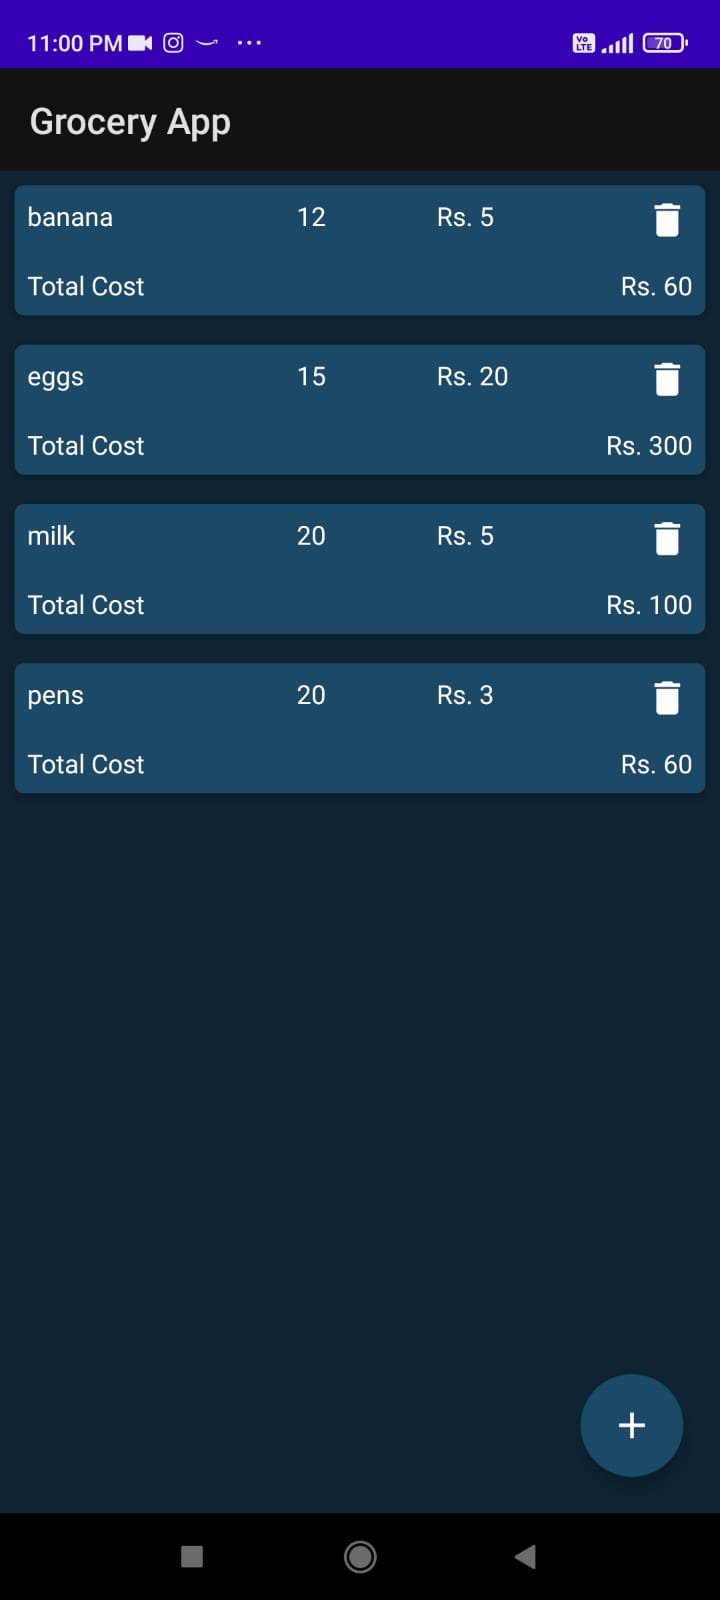 11:00 PM VoLTE 70
Grocery App
banana 12 Rs. 5
Total Cost Rs. 60
eggs 15 Rs. 20
Total Cost Rs. 300
milk 20 Rs. 5
Total Cost Rs. 100
pens 20 Rs. 3
Total Cost Rs. 60